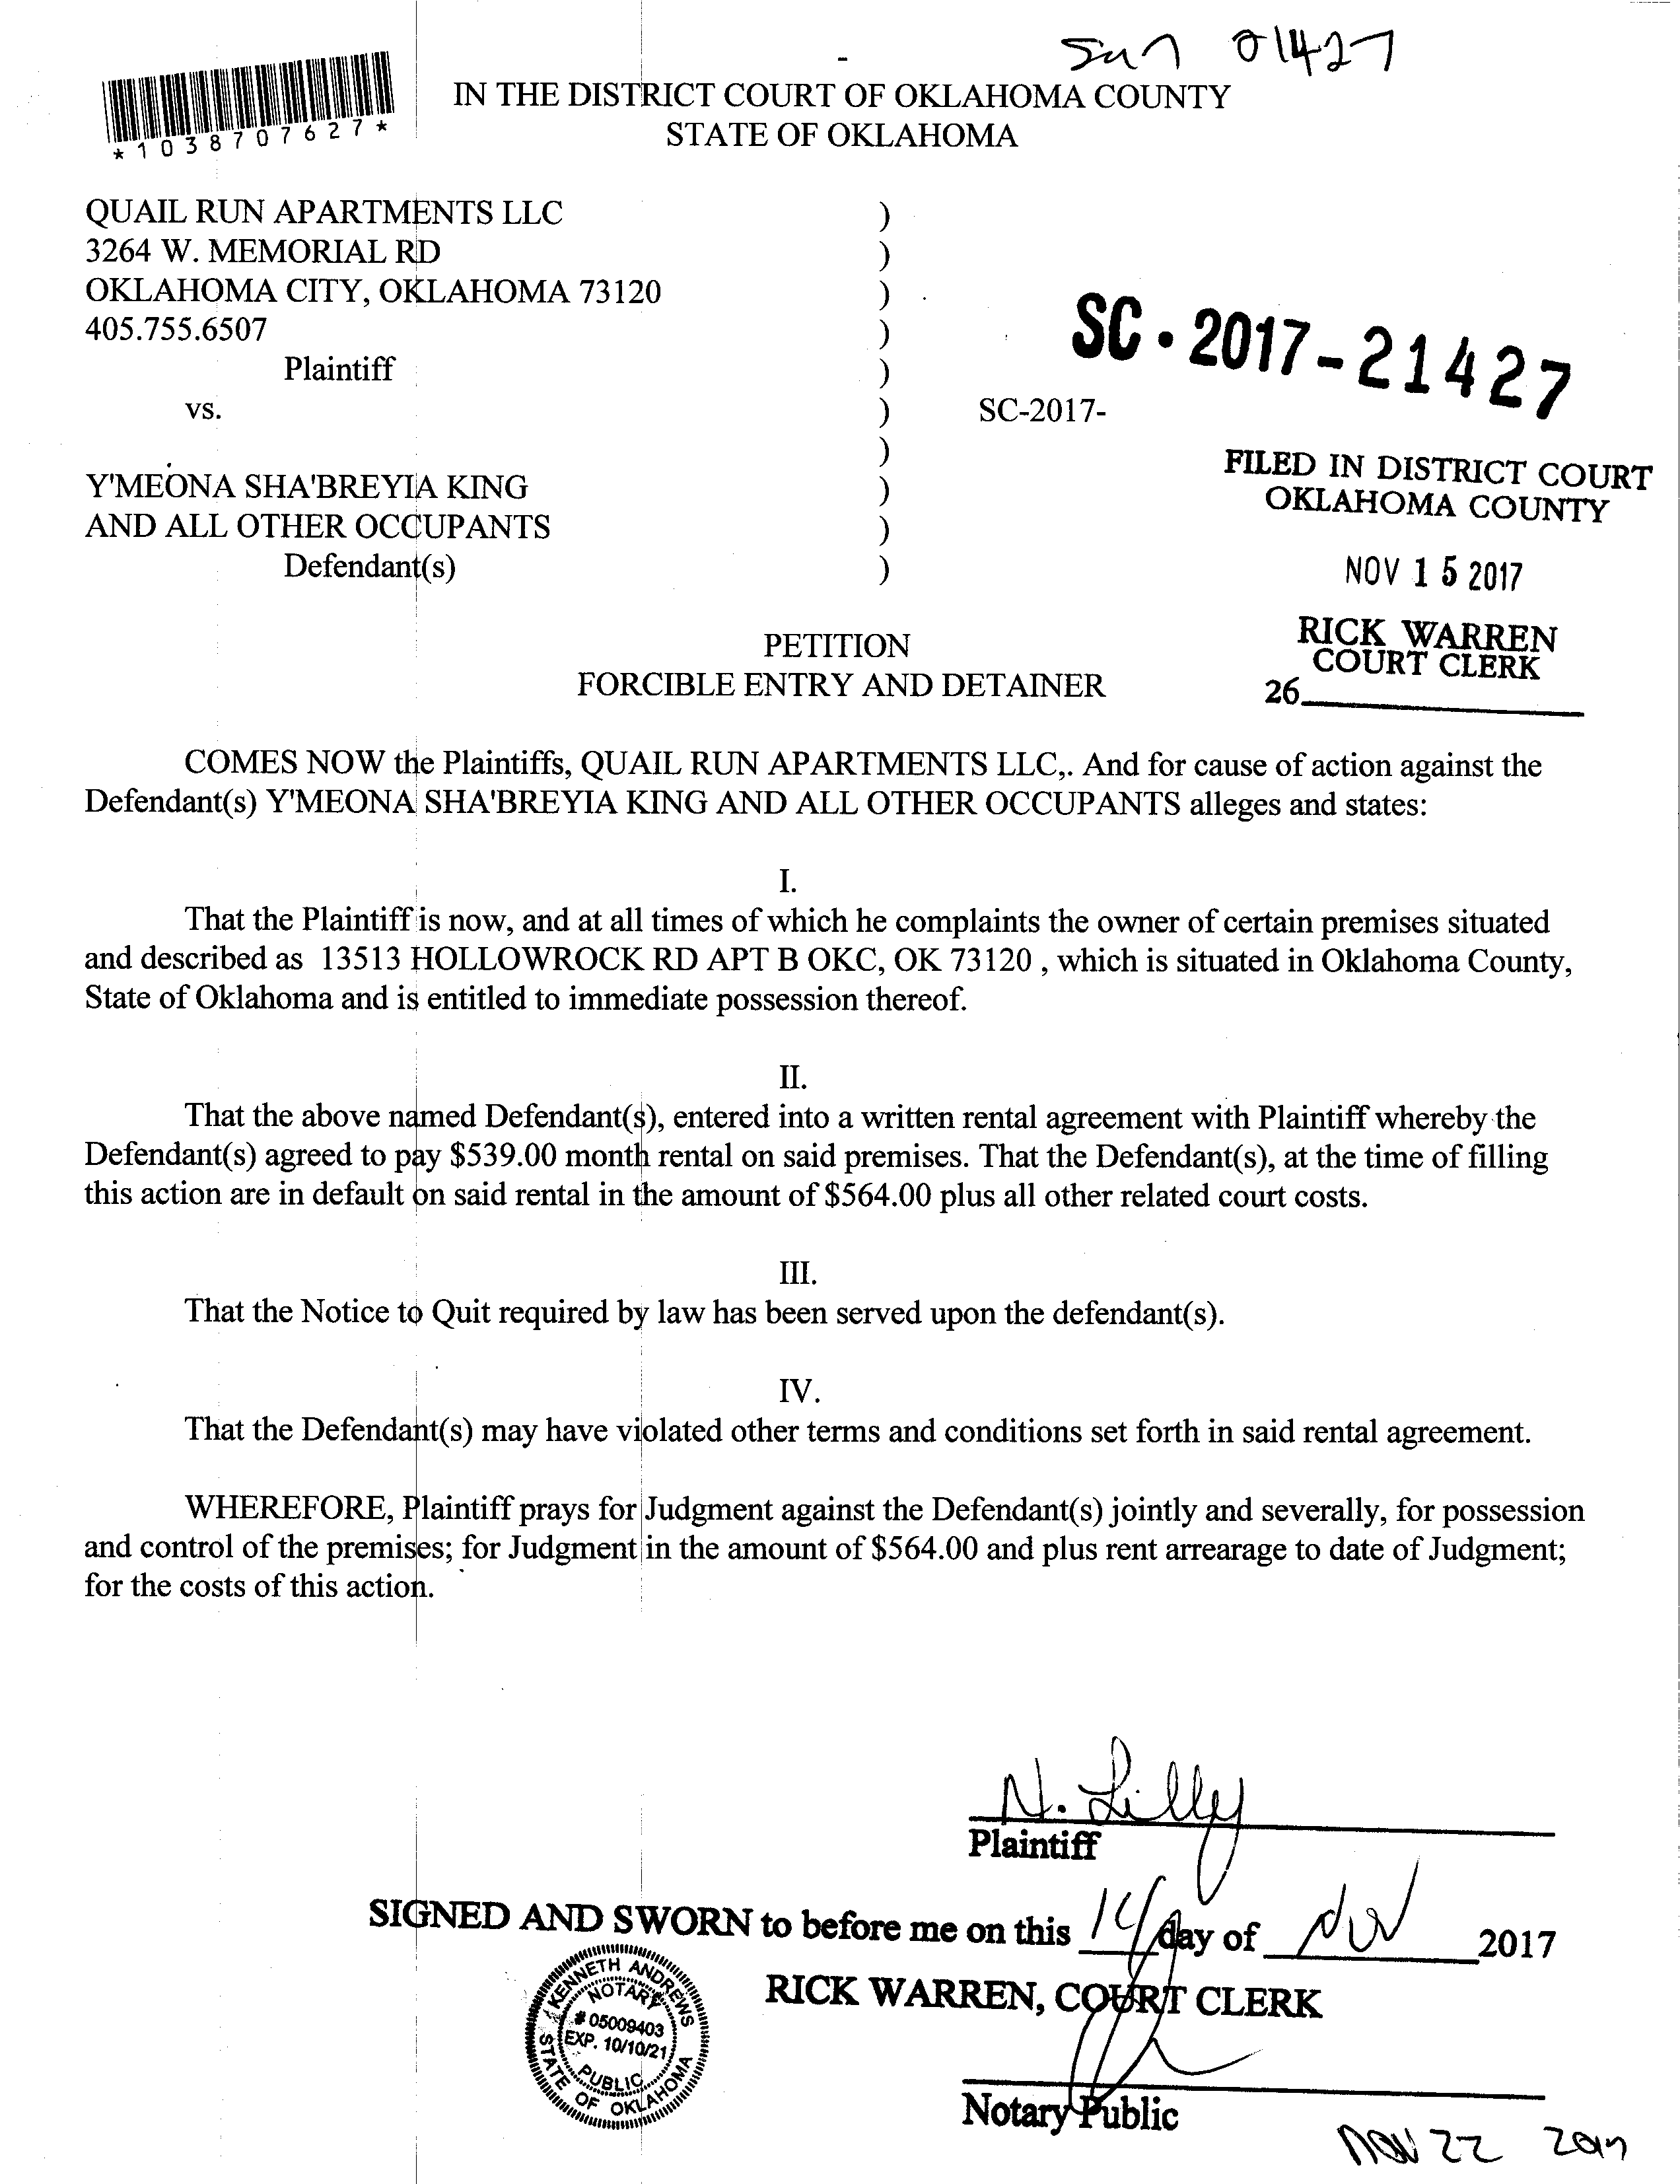 *1038707627*
IN THE DISTRICT COURT OF OKLAHOMA COUNTY
STATE OF OKLAHOMA
QUAIL RUN APARTMENTS LLC )
3264 W. MEMORIAL RD )
OKLAHOMA CITY, OKLAHOMA 73120 )
405.755.6507 )
Plaintiff )
SC·2017-21427
vs. ) SC-2017-
)
Y'MEONA SHA'BREYIA KING )
AND ALL OTHER OCCUPANTS )
Defendant(s) )
FILED IN DISTRICT COURT
OKLAHOMA COUNTY
NOV 15 2017
RICK WARREN
COURT CLERK
26
PETITION
FORCIBLE ENTRY AND DETAINER
COMES NOW the Plaintiffs, QUAIL RUN APARTMENTS LLC,. And for cause of action against the
Defendant(s) Y'MEONA SHA'BREYIA KING AND ALL OTHER OCCUPANTS alleges and states:
I.
That the Plaintiff is now, and at all times of which he complaints the owner of certain premises situated
and described as 13513 HOLLOWROCK RD APT B OKC, OK 73120 , which is situated in Oklahoma County,
State of Oklahoma and is entitled to immediate possession thereof.
II.
That the above named Defendant(s), entered into a written rental agreement with Plaintiff whereby the
Defendant(s) agreed to pay $539.00 month rental on said premises. That the Defendant(s), at the time of filling
this action are in default on said rental in the amount of $564.00 plus all other related court costs.
III.
That the Notice to Quit required by law has been served upon the defendant(s).
IV.
That the Defendant(s) may have violated other terms and conditions set forth in said rental agreement.
WHEREFORE, Plaintiff prays for Judgment against the Defendant(s) jointly and severally, for possession
and control of the premises; for Judgment in the amount of $564.00 and plus rent arrearage to date of Judgment;
for the costs of this action.
N. Lilly
Plaintiff
SIGNED AND SWORN to before me on this 14 day of Nov 2017
KENNETH ANDREWS
NOTARY
# 05009403
EXP. 10/10/21
PUBLIC
STATE OF OKLAHOMA
RICK WARREN, COURT CLERK
Notary Public
NOV 22 2017